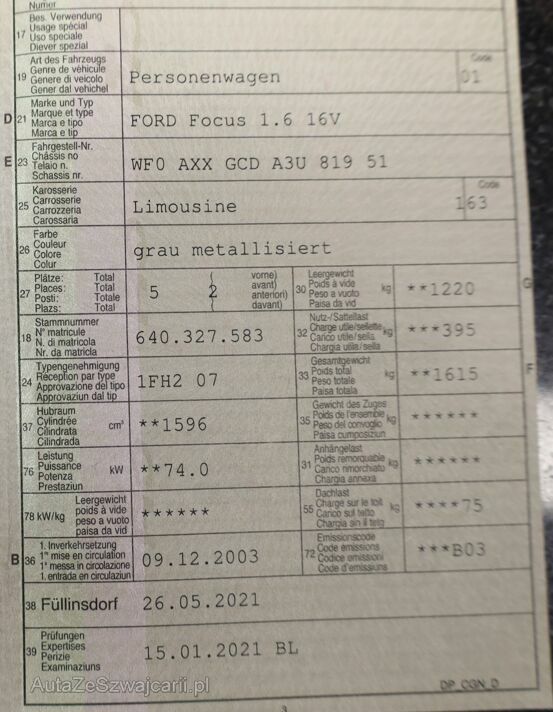 Numer
17 Bes. Verwendung
Usage spécial
Uso speciale
Diever spezial
19 Art des Fahrzeugs
Genre de véhicule
Genere di veicolo
Gener dal vehichel
Personenwagen
Code
01
D 21 Marke und Typ
Marque et type
Marca e tipo
Marca e tip
FORD Focus 1.6 16V
E 23 Fahrgestell-Nr.
Châssis no
Telaio n.
Schassis nr.
WF0 AXX GCD A3U 819 51
25 Karosserie
Carrosserie
Carrozzeria
Carossaria
Limousine
Code
163
26 Farbe
Couleur
Colore
Colur
grau metallisiert
27 Plätze: Total
Places: Total
Posti: Totale
Plazs: Total
5 2
vorne)
avant)
anteriori)
davant)
30 Leergewicht
Poids à vide
Peso a vuoto
Paisa da vid
kg
**1220
G
18 Stammnummer
N° matricule
N. di matricola
Nr. da matricla
640.327.583
32 Nutz-/Sattellast
Charge utile/sellette
Carico utile/sella
Chargia utila/sella
kg
***395
24 Typengenehmigung
Réception par type
Approvazione del tipo
Approvaziun dal tip
1FH2 07
33 Gesamtgewicht
Poids total
Peso totale
Paisa totala
kg
**1615
F
37 Hubraum
Cylindrée
Cilindrata
Cilindrada
cm³
**1596
35 Gewicht des Zuges
Poids de l'ensemble
Peso del convoglio
Paisa cumposiziun
kg
******
76 Leistung
Puissance
Potenza
Prestaziun
kW
**74.0
31 Anhängelast
Poids remorquable
Carico rimorchiato
Chargia annexa
kg
******
78 kW/kg
Leergewicht
poids à vide
peso a vuoto
paisa da vid
******
55 Dachlast
Charge sur le toit
Carico sul tetto
Chargia sin il tetg
kg
****75
B 36 1. Inverkehrsetzung
1re mise en circulation
1a messa in circolazione
1. entrada en circulaziun
09.12.2003
72 Emissionscode
Code émissions
Codice emissioni
Code d'emissiuns
***B03
38 Füllinsdorf
26.05.2021
39 Prüfungen
Expertises
Perizie
Examinaziuns
15.01.2021 BL
AutaZeSzwajcarii.pl
DP_CGN_D
3